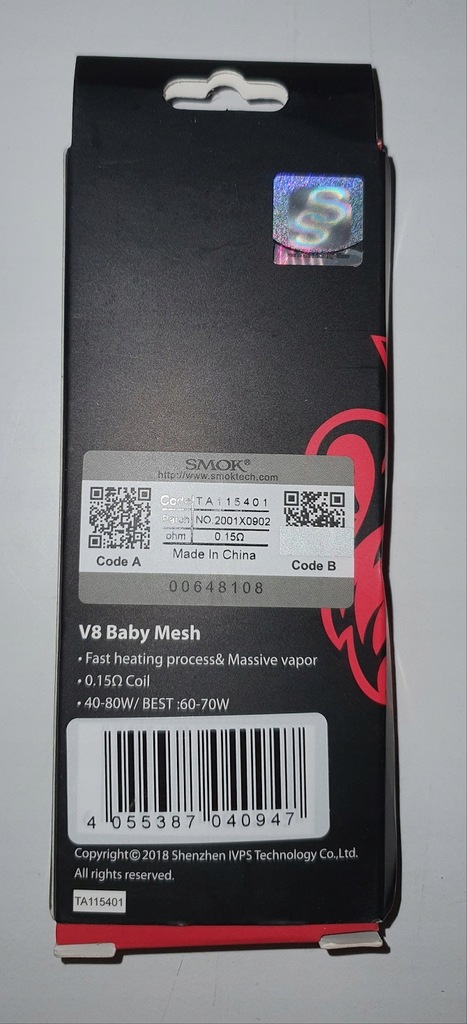 SMOK®
http://www.smoktech.com
Code TA115401
Patch NO.2001X0902
ohm 0.15Ω
Made In China
Code A
Code B
00648108
V8 Baby Mesh
• Fast heating process& Massive vapor
• 0.15Ω Coil
• 40-80W/ BEST :60-70W
4 055387 040947
Copyright© 2018 Shenzhen IVPS Technology Co.,Ltd.
All rights reserved.
TA115401